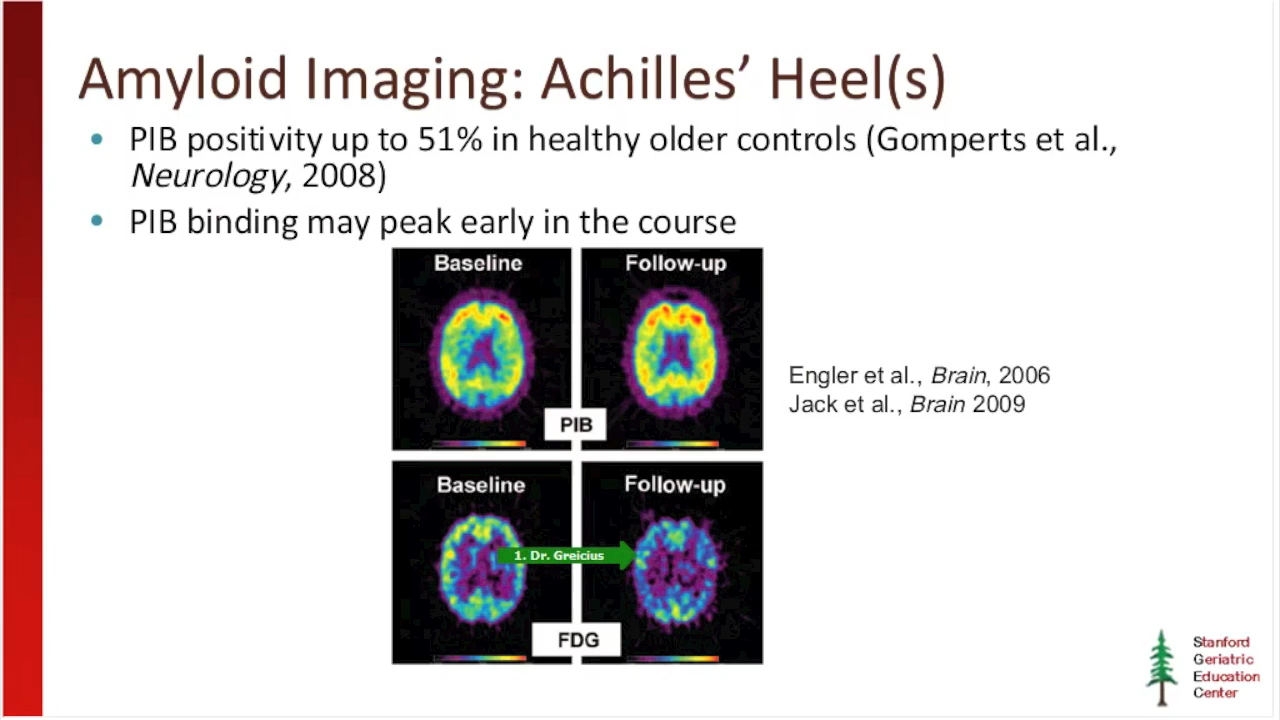 Amyloid Imaging: Achilles’ Heel(s)
• PIB positivity up to 51% in healthy older controls (Gomperts et al.,
Neurology, 2008)
• PIB binding may peak early in the course
Baseline
Follow-up
PIB
Engler et al., Brain, 2006
Jack et al., Brain 2009
Baseline
Follow-up
1. Dr. Greicius
FDG
Stanford
Geriatric
Education
Center